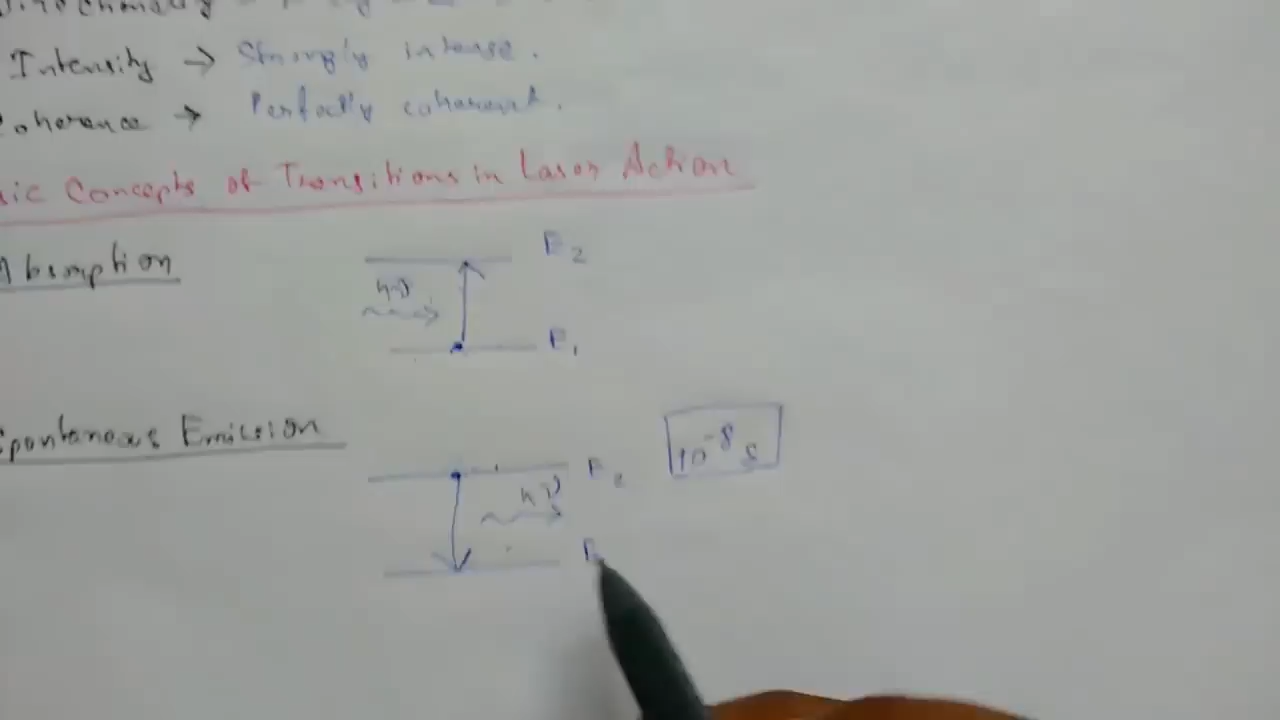 Intensity → Strongly intense.
Coherence → Perfectly coherent.
Concepts of Transitions in Laser Action
Absorption
E2
hν
E1
Spontaneous Emission
10^-8 s
E2
hν
E